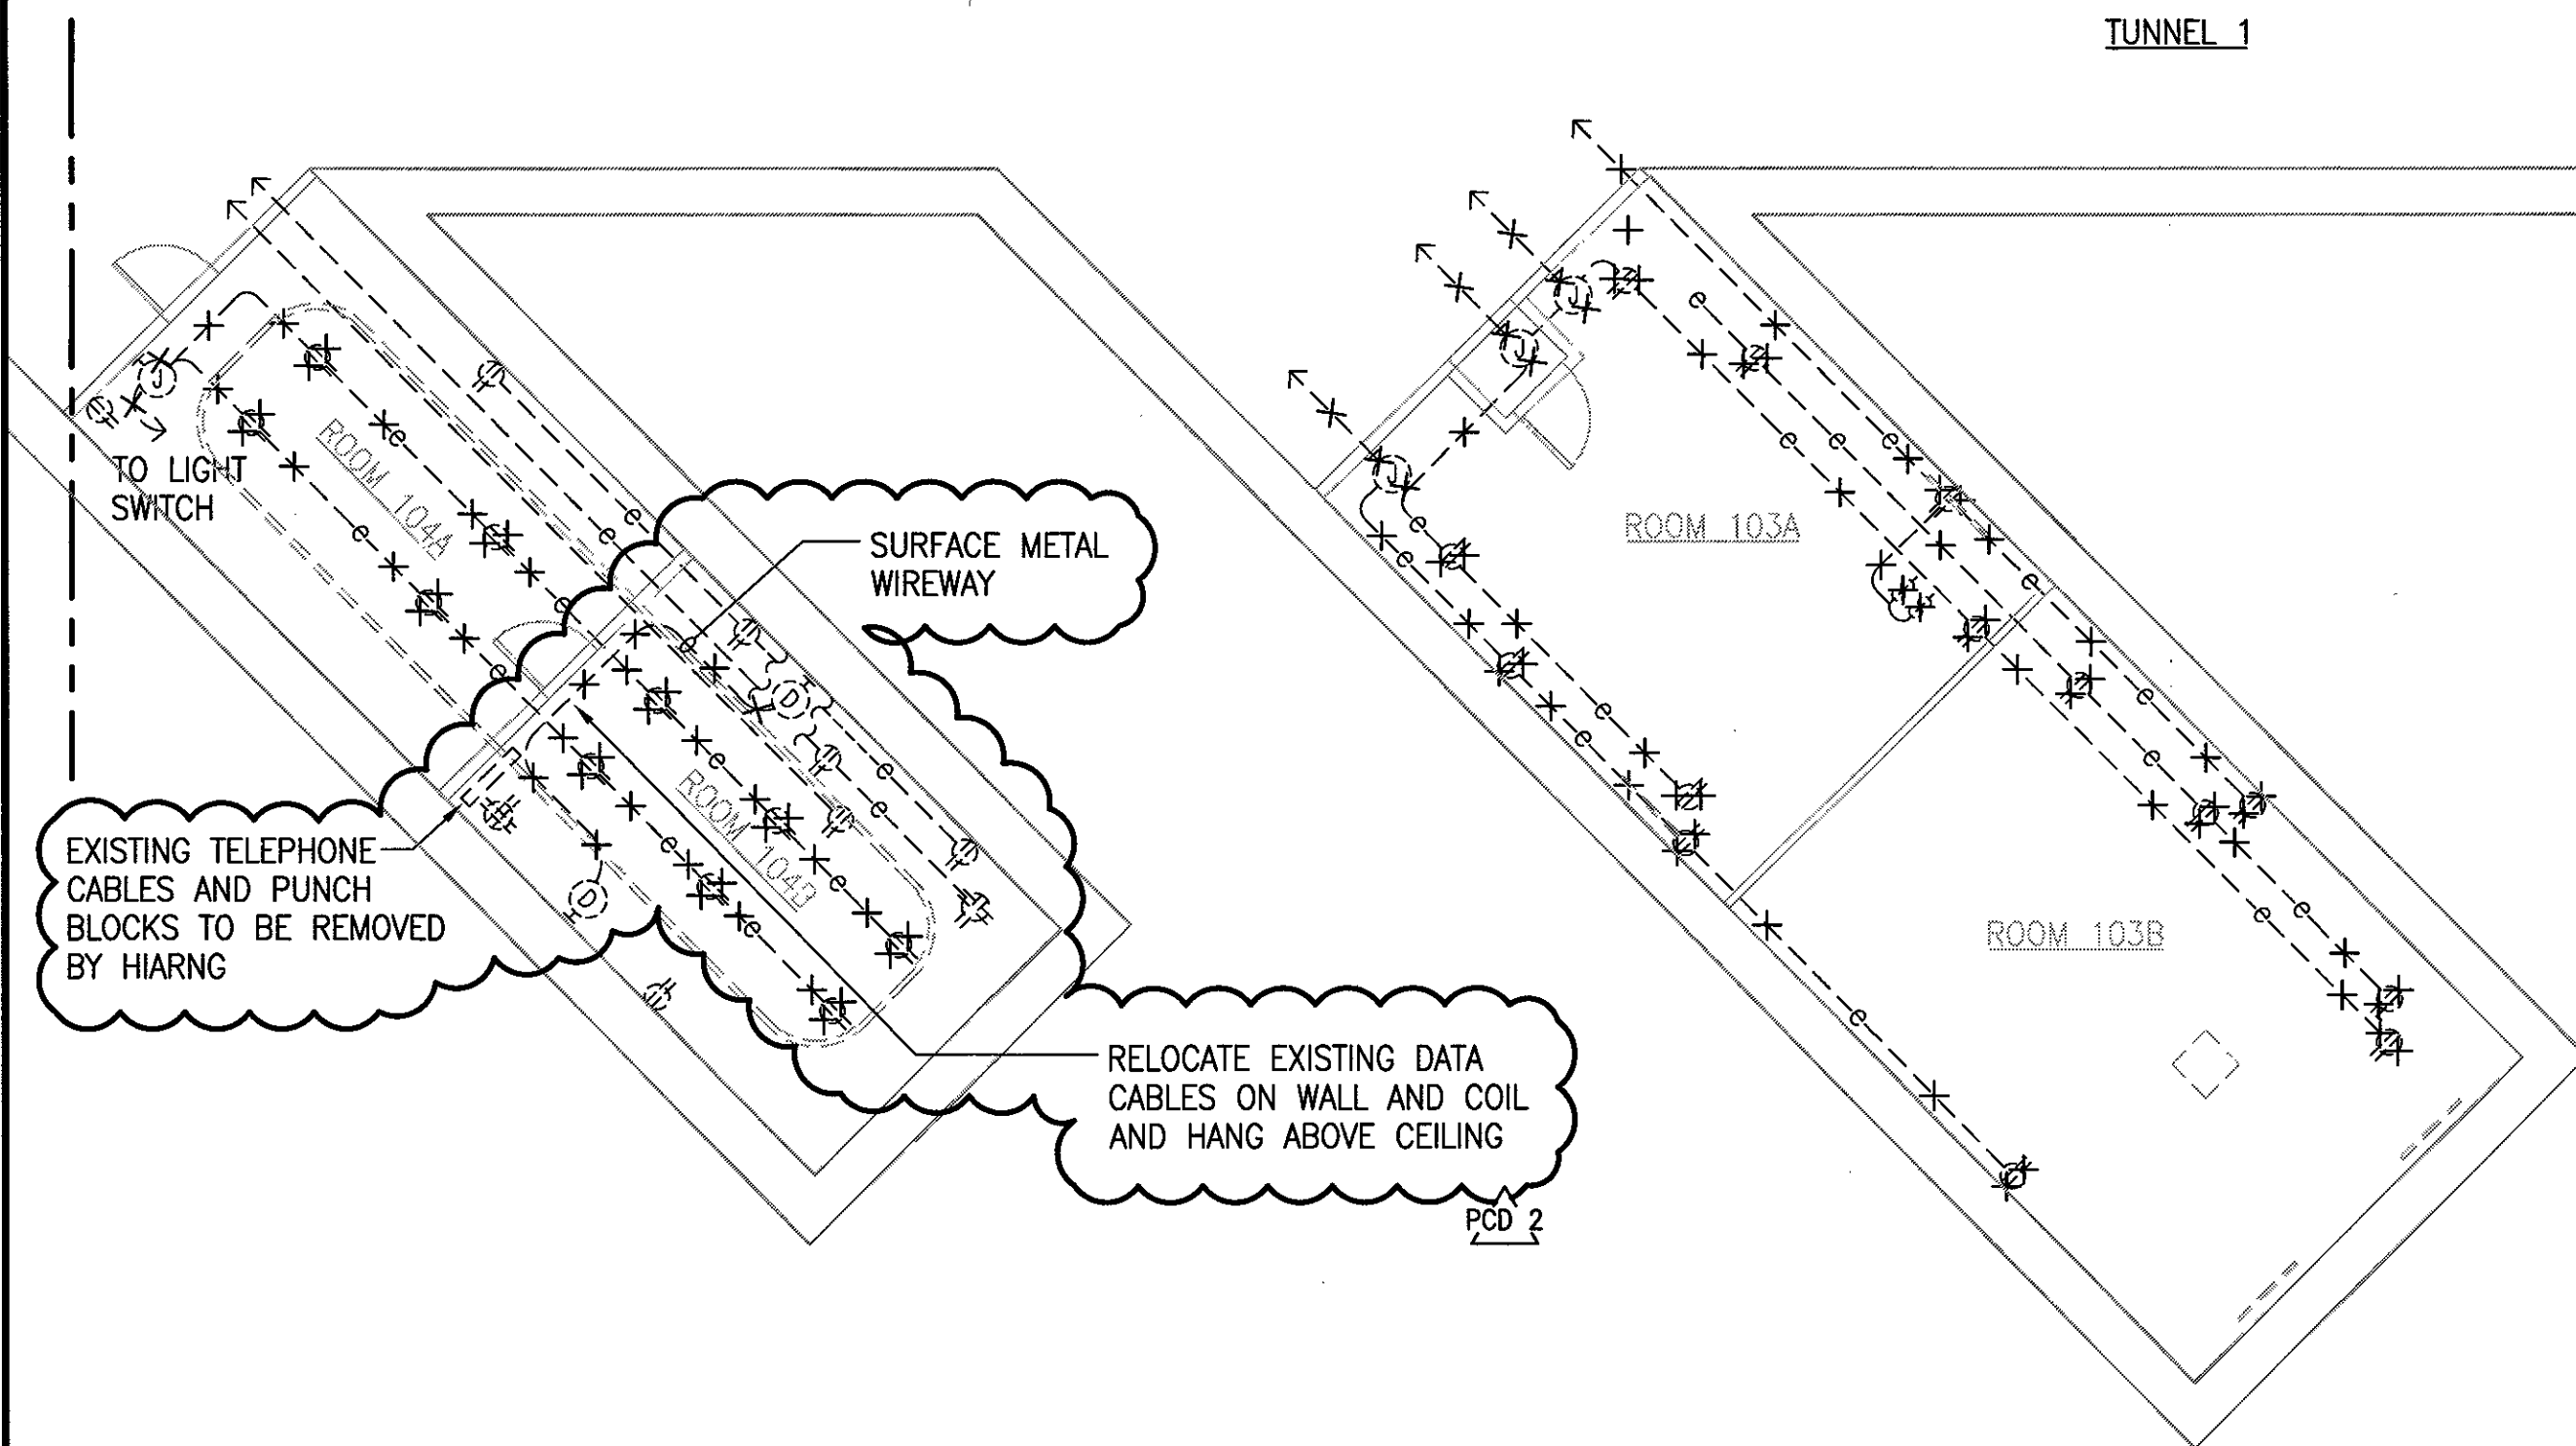 TUNNEL 1
J
J
J
J
TO LIGHT
SWITCH
ROOM 104A
SURFACE METAL
WIREWAY
ROOM 103A
D
ROOM 104B
EXISTING TELEPHONE
CABLES AND PUNCH
BLOCKS TO BE REMOVED
BY HIARNG
D
ROOM 103B
RELOCATE EXISTING DATA
CABLES ON WALL AND COIL
AND HANG ABOVE CEILING
PCD 2